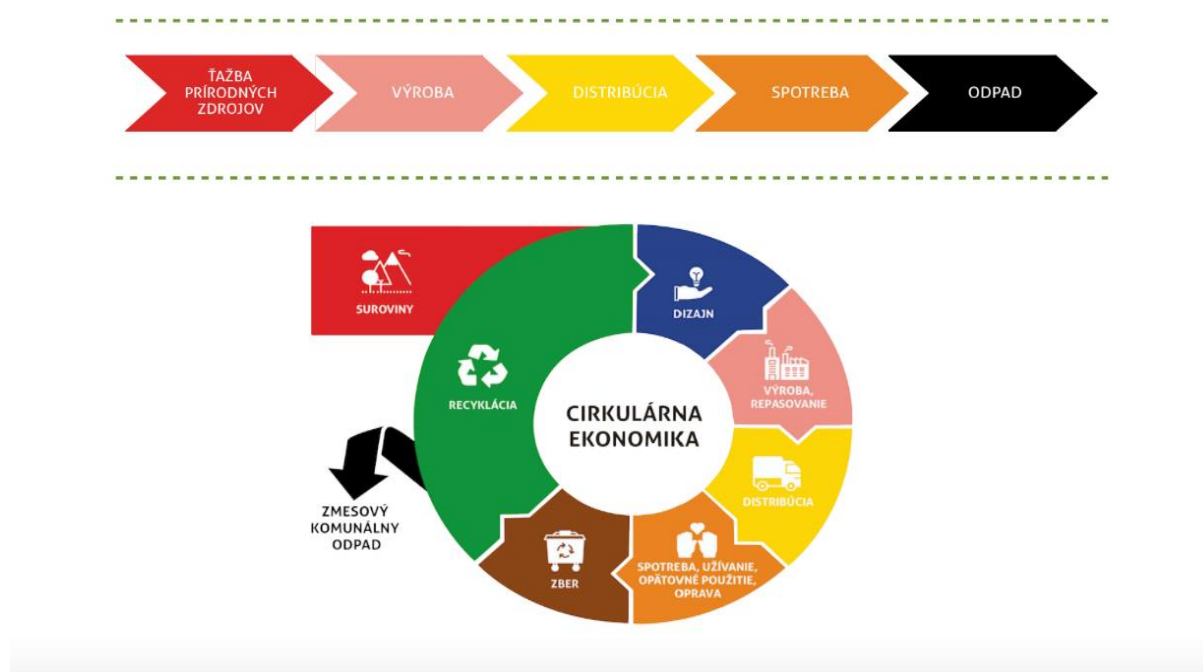 ŤAŽBA
PRÍRODNÝCH
ZDROJOV
VÝROBA
DISTRIBÚCIA
SPOTREBA
ODPAD
SUROVINY
DIZAJN
VÝROBA,
REPASOVANIE
RECYKLÁCIA
CIRKULÁRNA
EKONOMIKA
DISTRIBÚCIA
ZMESOVÝ
KOMUNÁLNY
ODPAD
SPOTREBA, UŽÍVANIE,
OPÄTOVNÉ POUŽITIE,
OPRAVA
ZBER